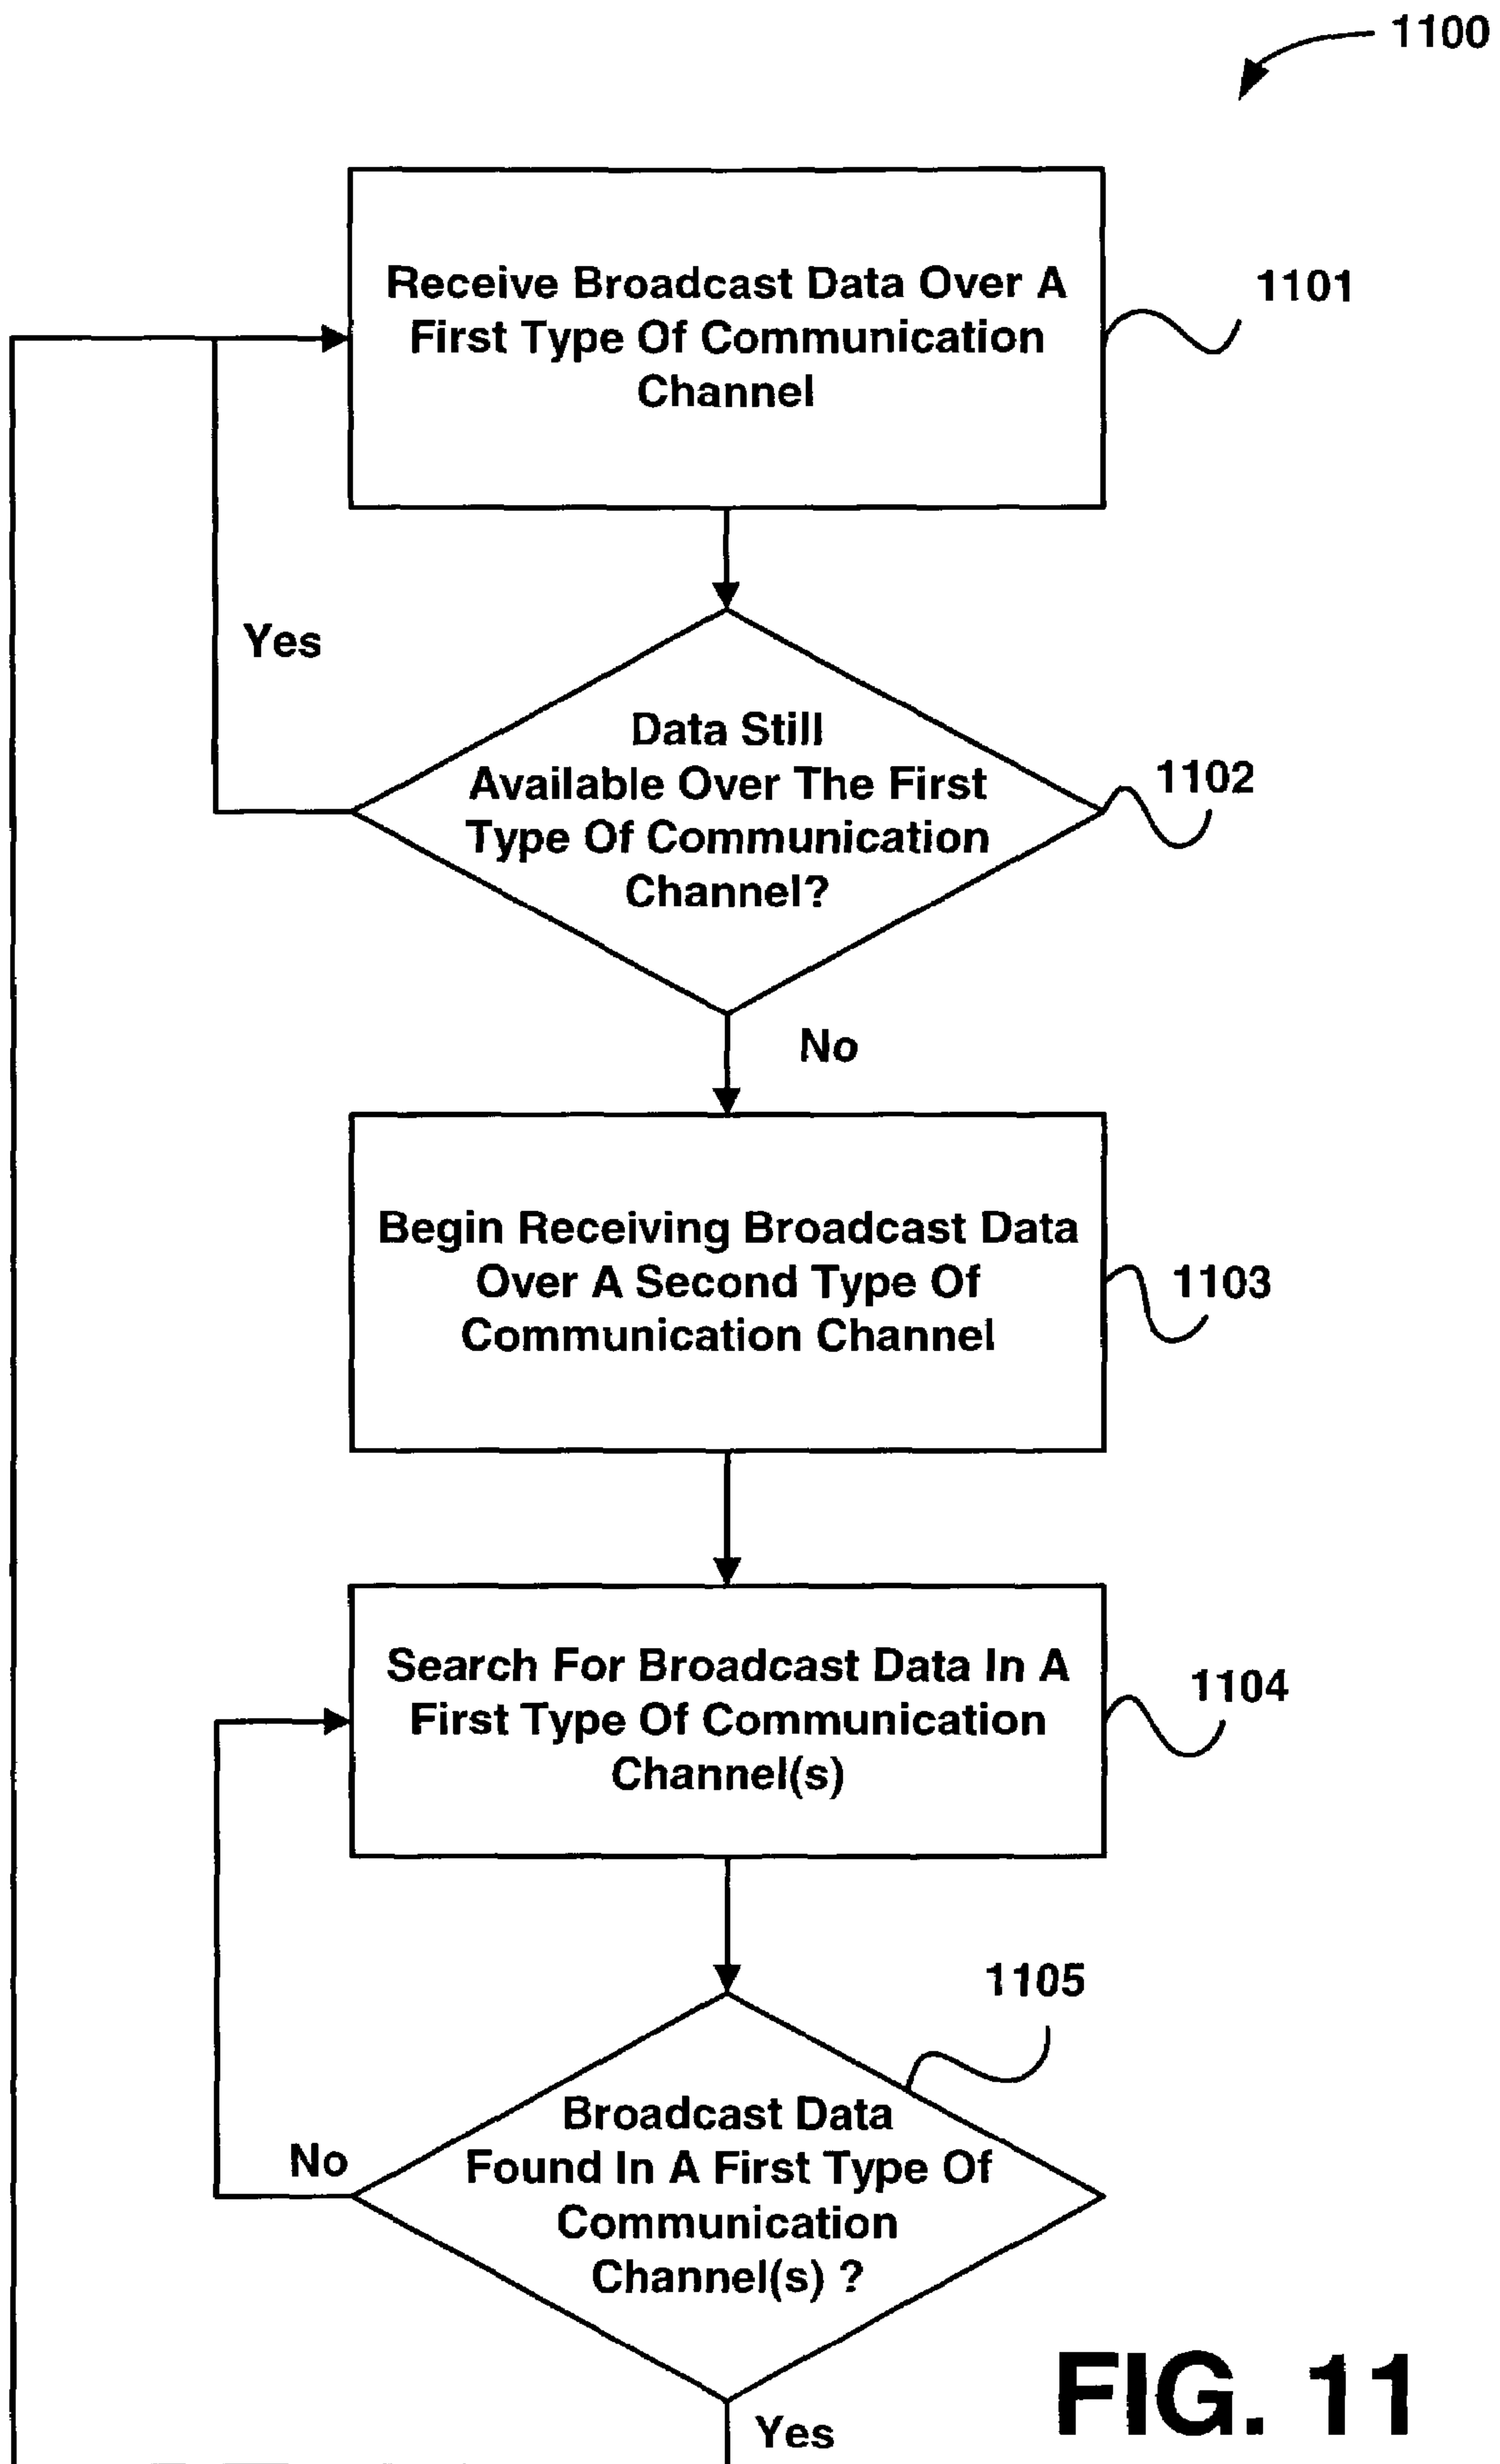 1100
Receive Broadcast Data Over A
First Type Of Communication
Channel
1101
Yes
Data Still
Available Over The First
Type Of Communication
Channel?
1102
No
Begin Receiving Broadcast Data
Over A Second Type Of
Communication Channel
1103
Search For Broadcast Data In A
First Type Of Communication
Channel(s)
1104
1105
Broadcast Data
Found In A First Type Of
Communication
Channel(s) ?
No
Yes
FIG. 11